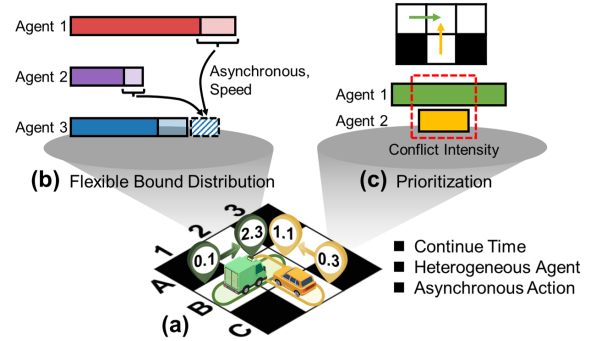 Agent 1
Agent 2
Asynchronous,
Speed
Agent 3
(b) Flexible Bound Distribution
Agent 1
Agent 2
Conflict Intensity
(c) Prioritization
1
2
3
A
B
C
0.1
2.3
1.1
0.3
(a)
Continue Time
Heterogeneous Agent
Asynchronous Action